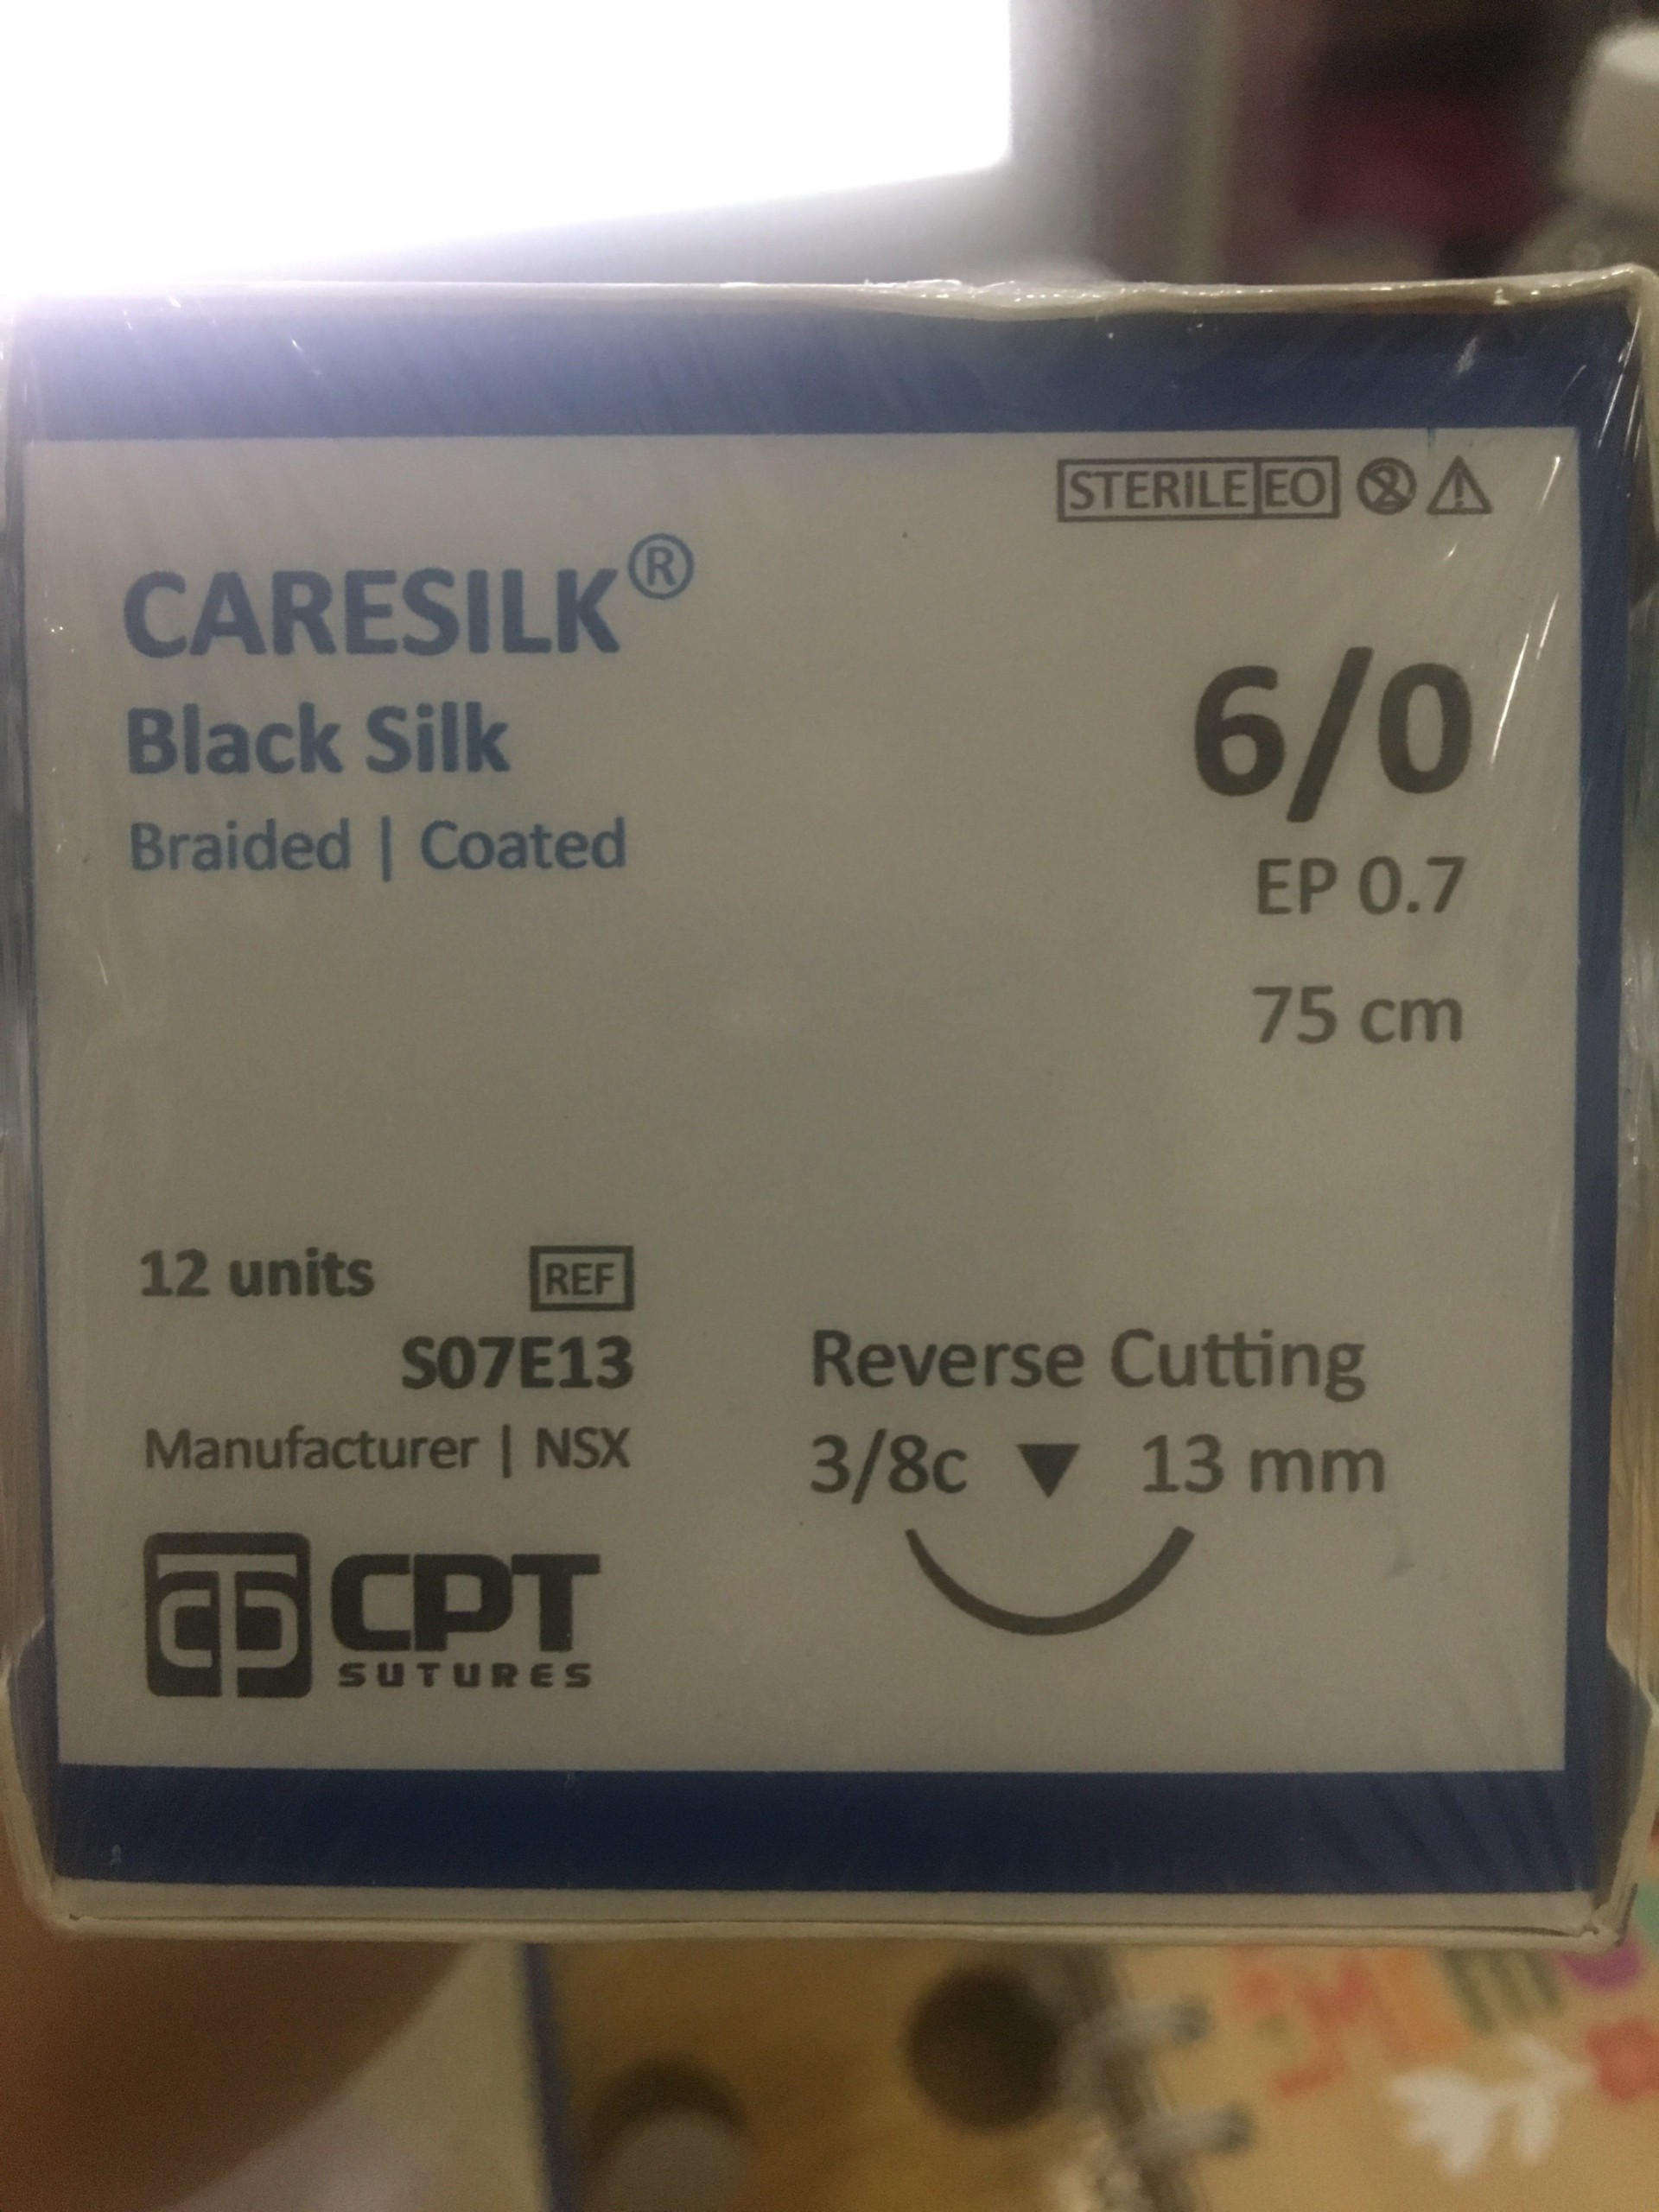 STERILE EO
CARESILK®
Black Silk
Braided | Coated
6/0
EP 0.7
75 cm
12 units REF
S07E13
Manufacturer | NSX
CPT
SUTURES
Reverse Cutting
3/8c ▼ 13 mm